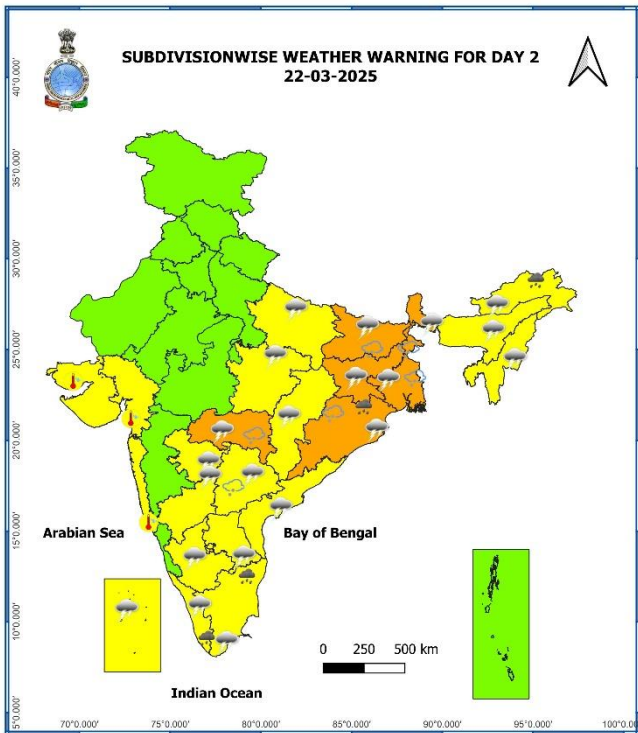 SUBDIVISIONWISE WEATHER WARNING FOR DAY 2
22-03-2025
40°0.000'
35°0.000'
30°0.000'
25°0.000'
20°0.000'
15°0.000'
10°0.000'
5°0.000'
Arabian Sea
Bay of Bengal
0 250 500 km
Indian Ocean
70°0.000' 75°0.000' 80°0.000' 85°0.000' 90°0.000' 95°0.000' 100°0.00